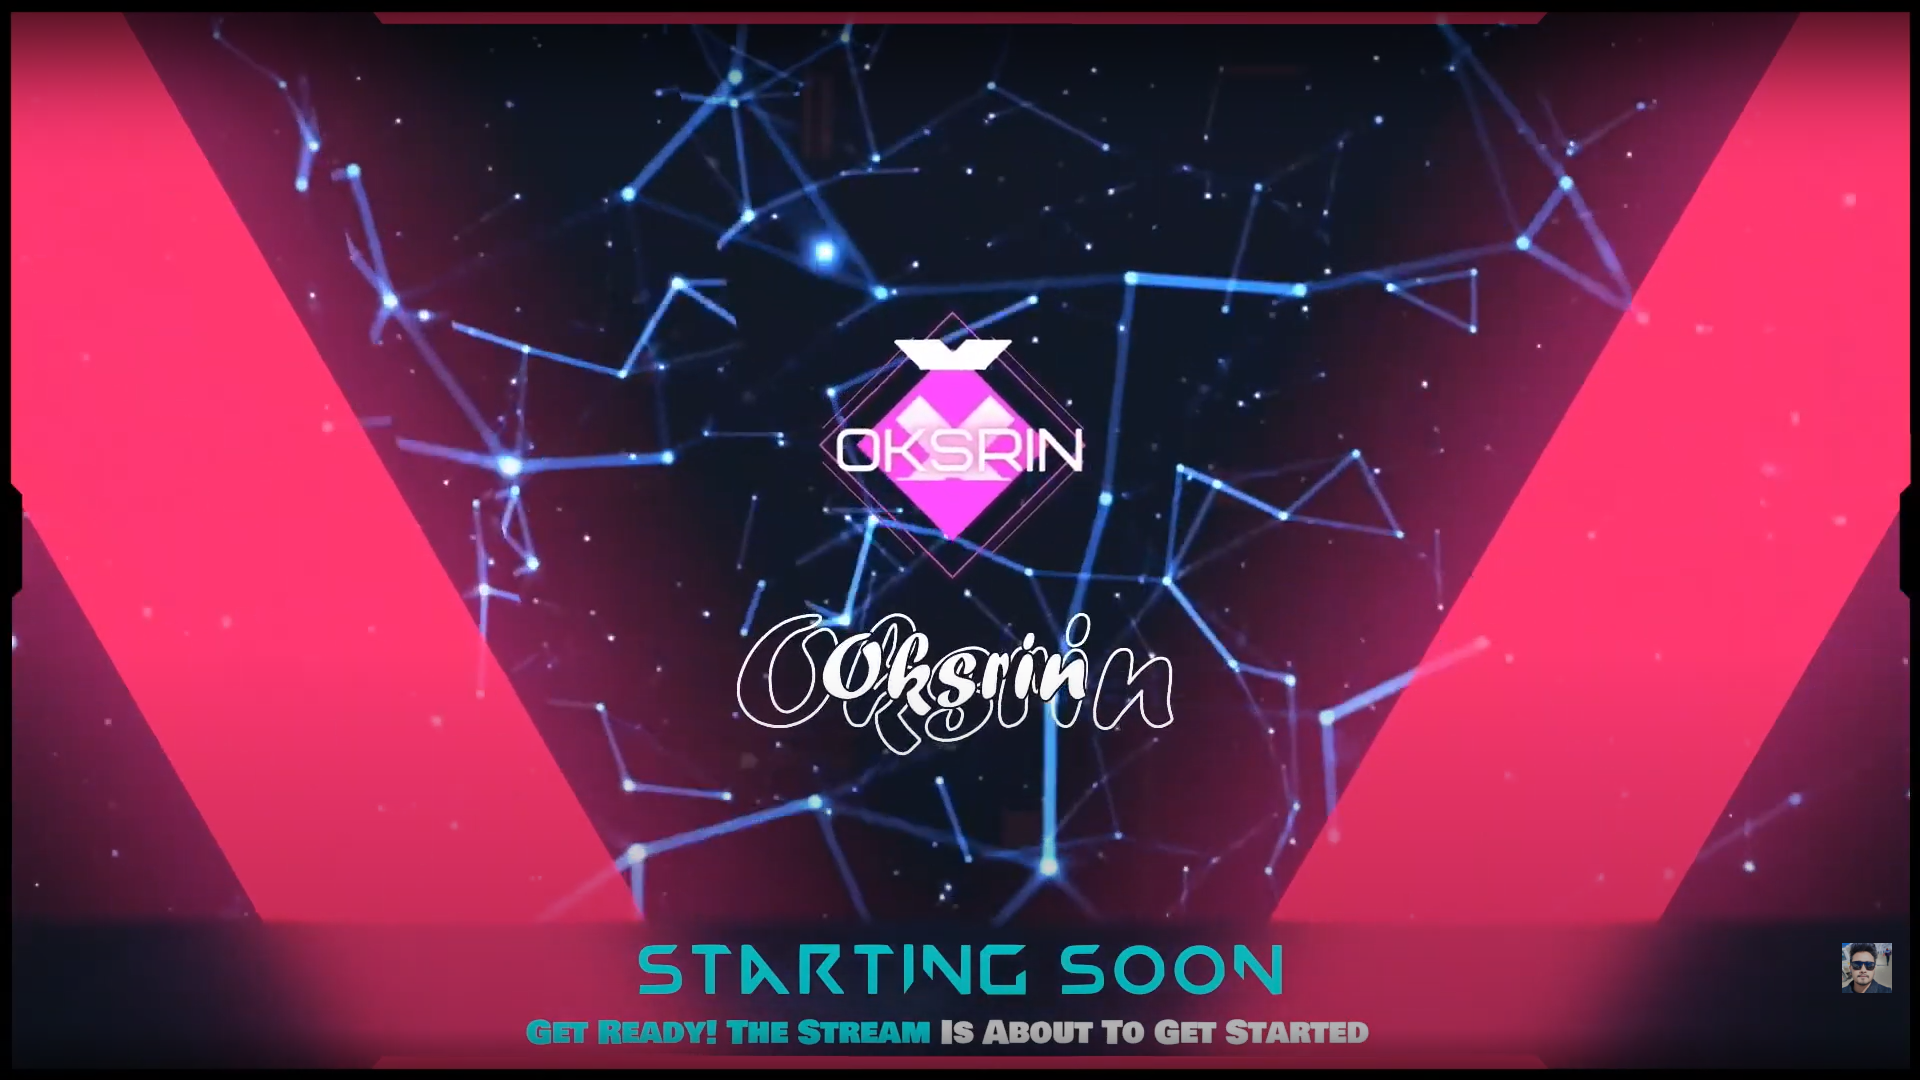 OKSRIN
Oksrin
STARTING SOON
Get Ready! The Stream Is About To Get Started